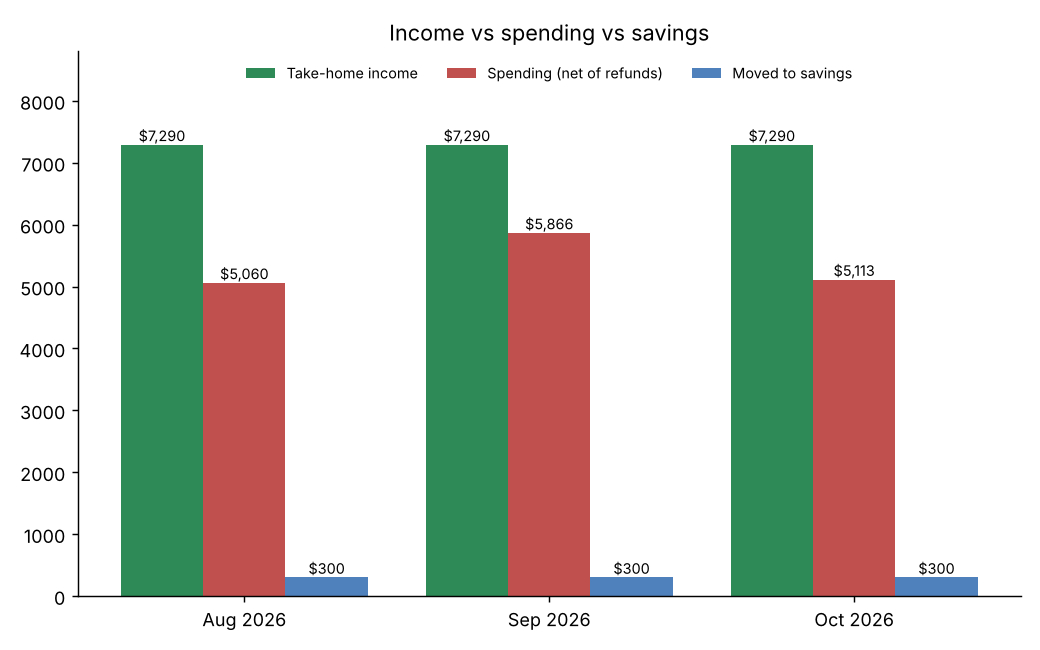 Income vs spending vs savings
Take-home income Spending (net of refunds) Moved to savings
8000
7000
6000
5000
4000
3000
2000
1000
0
$7,290 $5,060 $300
$7,290 $5,866 $300
$7,290 $5,113 $300
Aug 2026 Sep 2026 Oct 2026